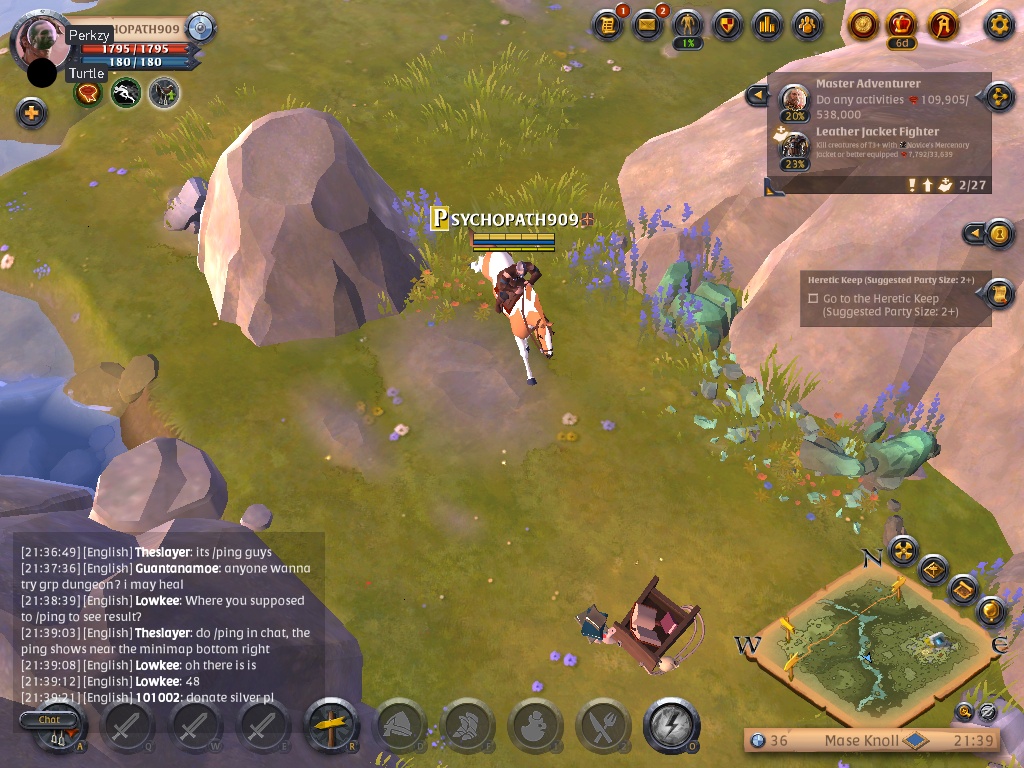 Perkzy
HOPATH909
1795 / 1795
180 / 180
Turtle
1
2
1%
6d
Master Adventurer
Do any activities 109,905/
538,000
20%
Leather Jacket Fighter
Kill creatures of T3+ with Novice's Mercenary
Jacket or better equipped 7,792/33,639
23%
2/27
PSYCHOPATH909
Heretic Keep (Suggested Party Size: 2+)
Go to the Heretic Keep
(Suggested Party Size: 2+)
[21:36:49] [English] Theslayer: its /ping guys
[21:37:36] [English] Guantanamoe: anyone wanna
try grp dungeon? i may heal
[21:38:39] [English] Lowkee: Where you supposed
to /ping to see result?
[21:39:03] [English] Theslayer: do /ping in chat, the
ping shows near the minimap bottom right
[21:39:08] [English] Lowkee: oh there is is
[21:39:12] [English] Lowkee: 48
[21:39:21] [English] 101002: donate silver pl
Chat
A
Q
W
E
R
D
F
O
N
W
E
36
Mase Knoll
21:39